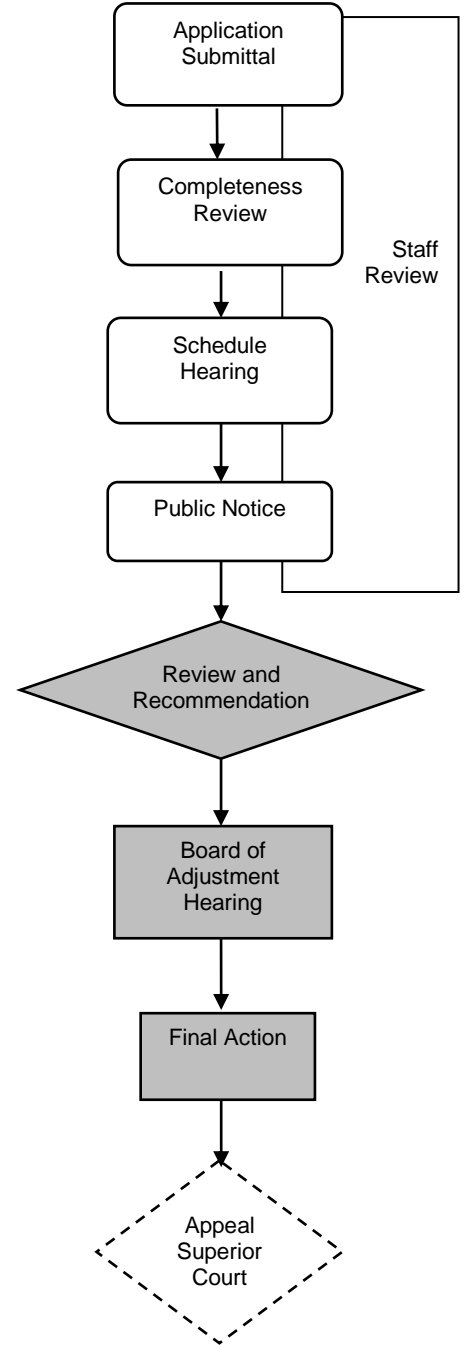 Application
Submittal
Completeness
Review
Staff
Review
Schedule
Hearing
Public Notice
Review and
Recommendation
Board of
Adjustment
Hearing
Final Action
Appeal
Superior
Court